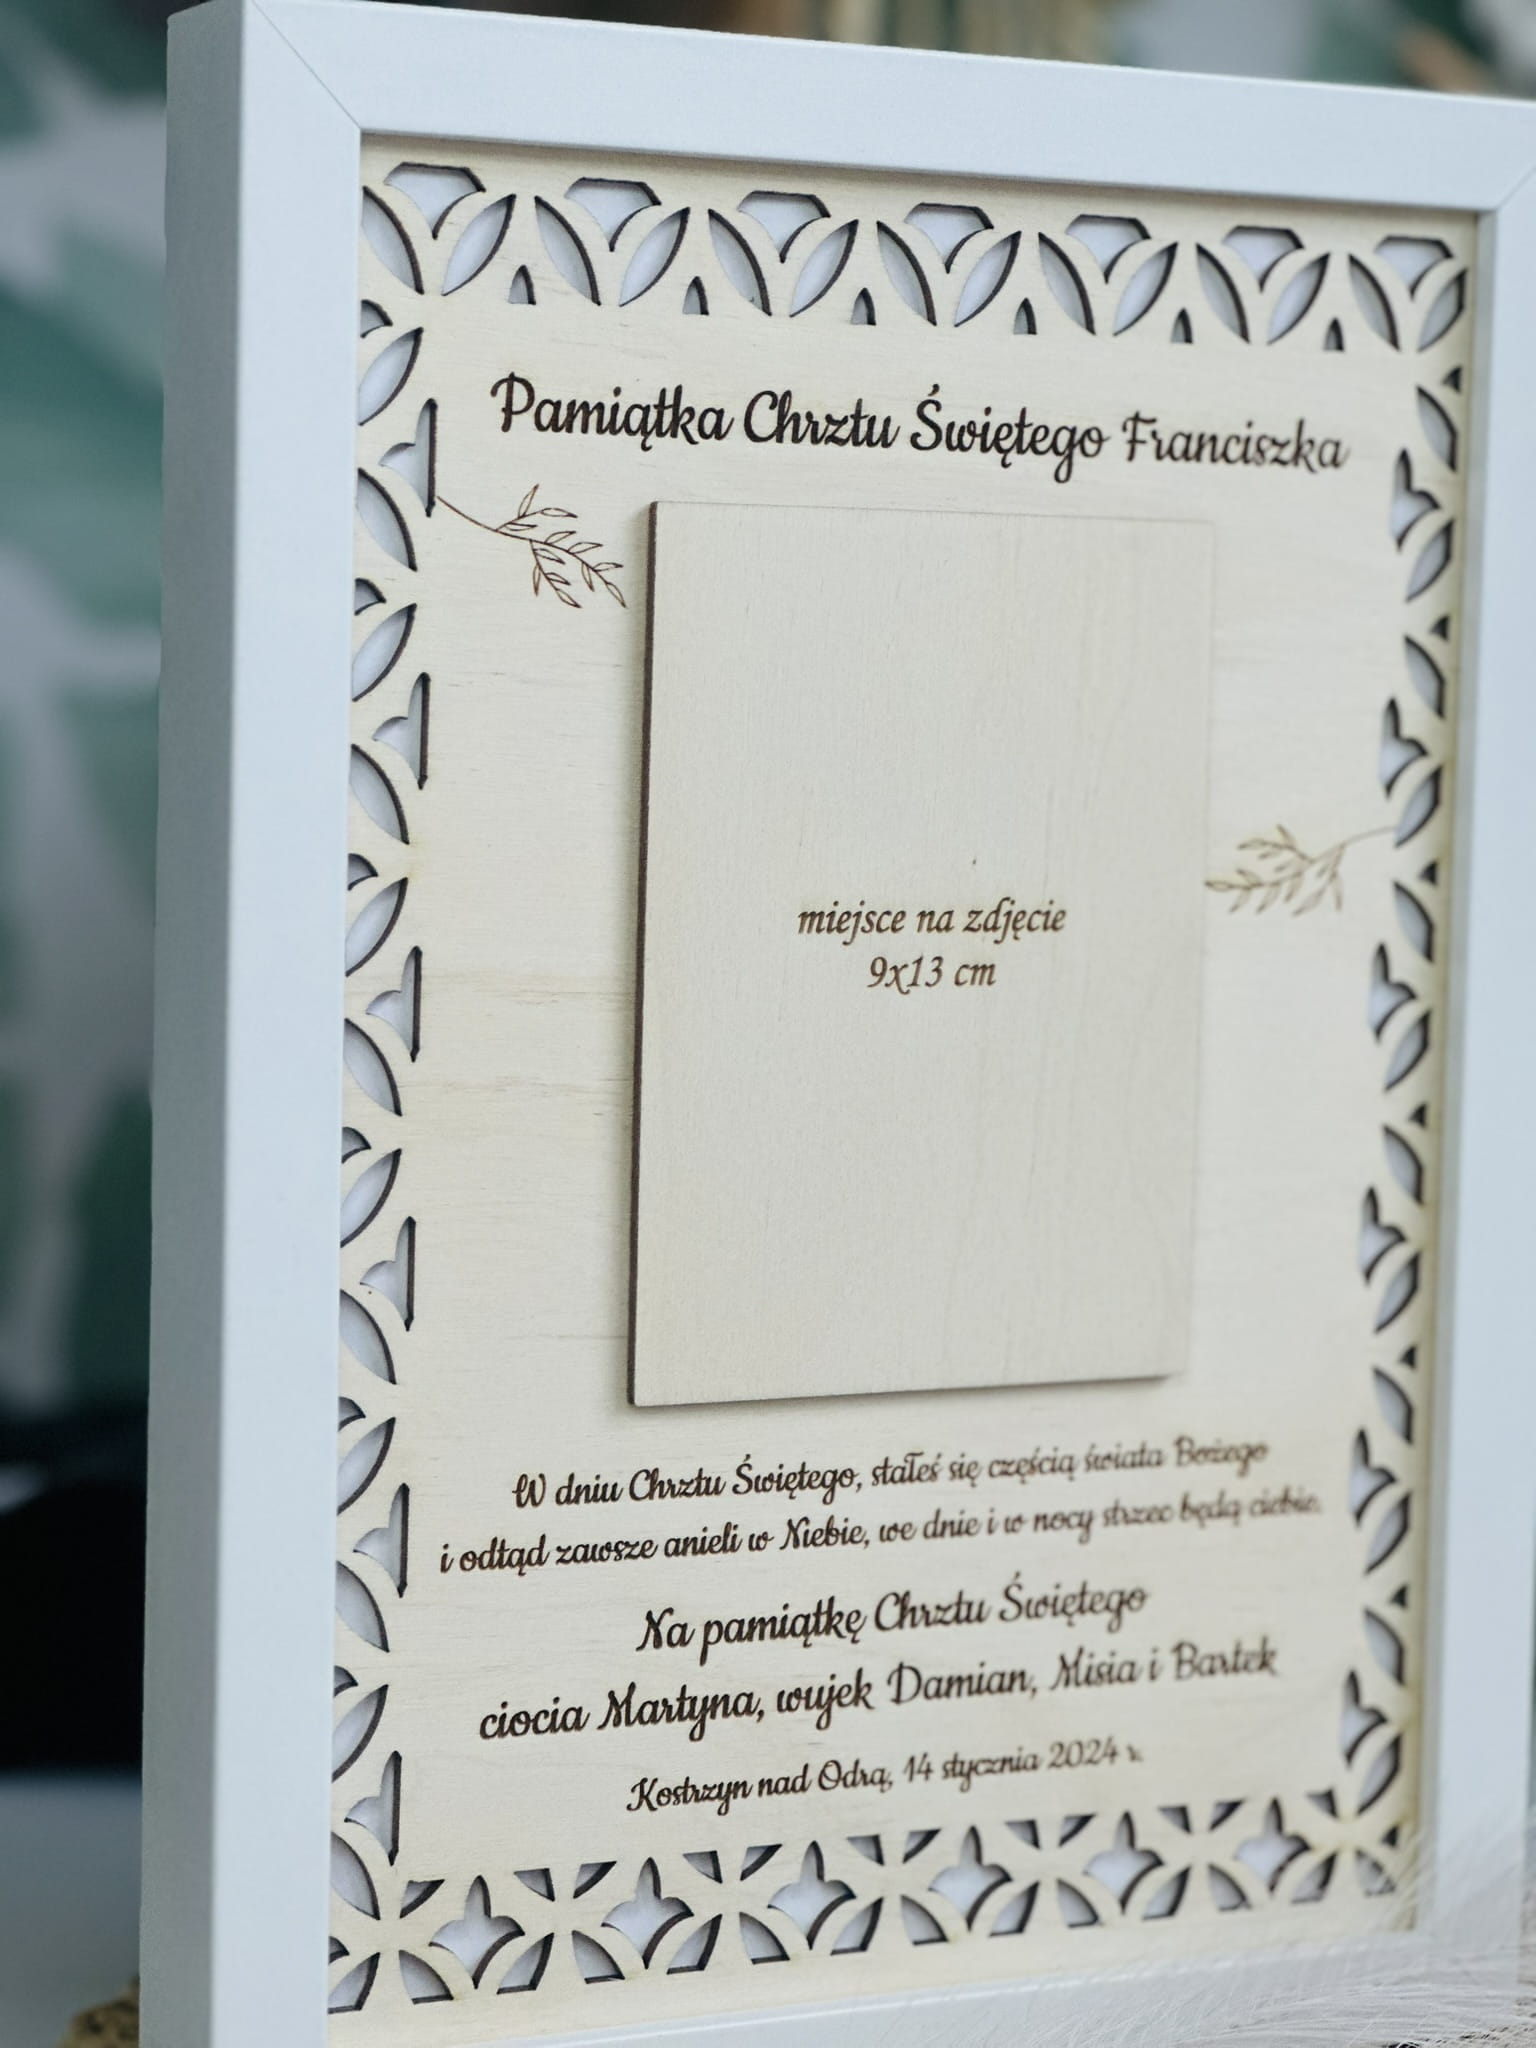 Pamiątka Chrztu Świętego Franciszka
miejsce na zdjęcie
9x13 cm
W dniu Chrztu Świętego, stałeś się częścią świata Bożego
i odtąd zawsze anieli w Niebie, we dnie i w nocy strzec będą ciebie.
Na pamiątkę Chrztu Świętego
ciocia Martyna, wujek Damian, Misia i Bartek
Kostrzyn nad Odrą, 14 stycznia 2024 r.